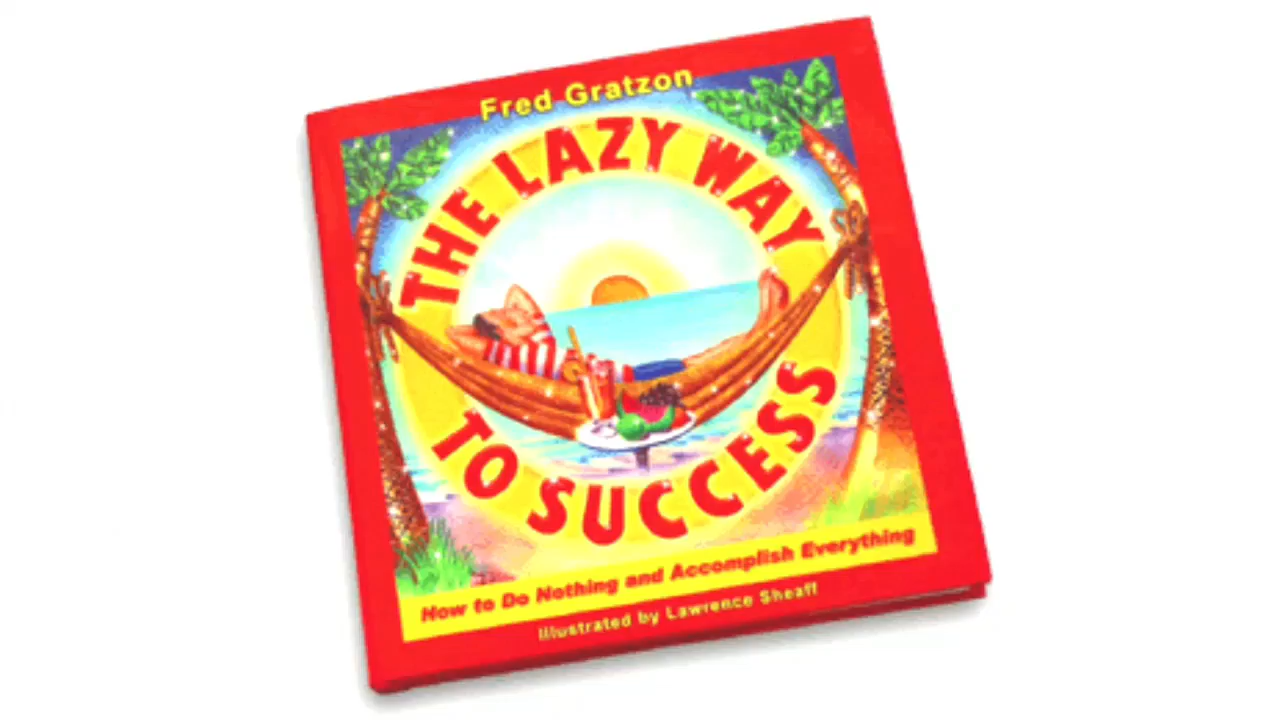 Fred Gratzon
THE LAZY WAY
TO SUCCESS
How to Do Nothing and Accomplish Everything
Illustrated by Lawrence Sheaff